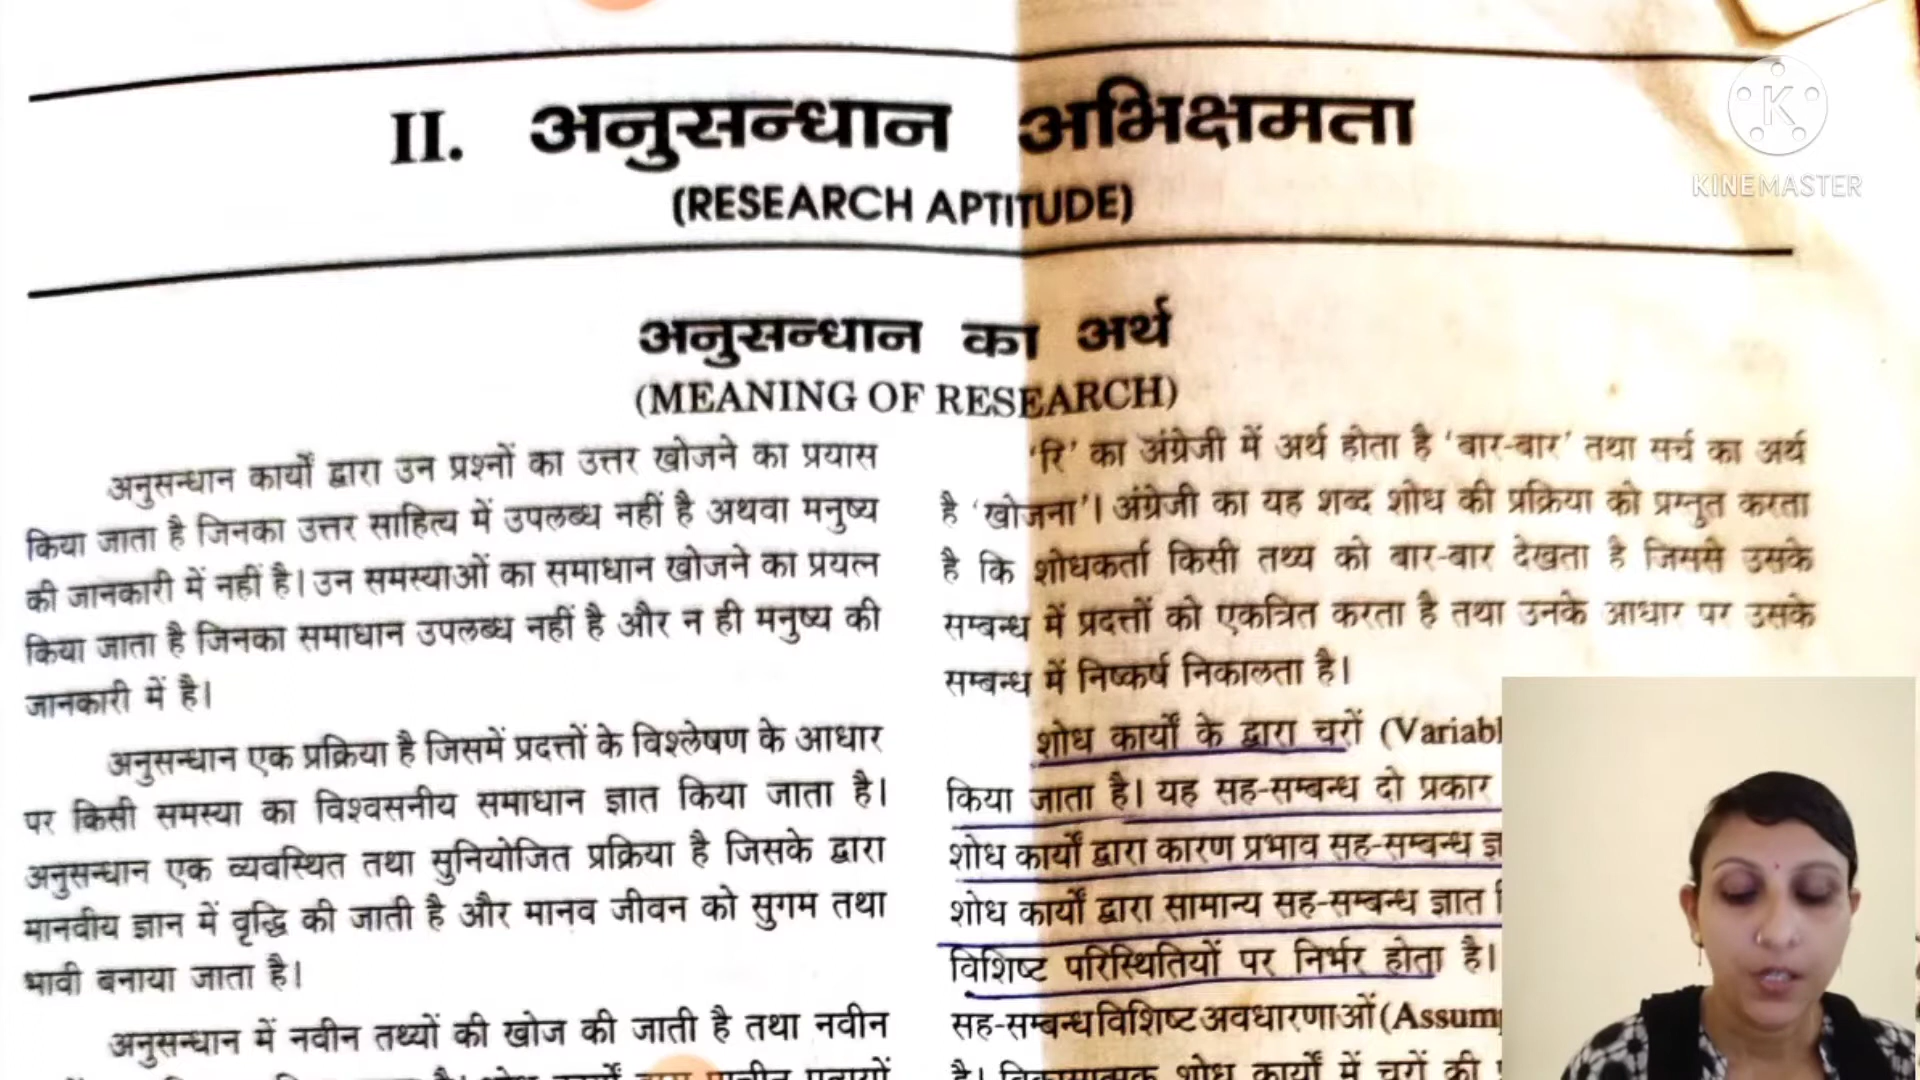 II. अनुसन्धान अभिक्षमता
(RESEARCH APTITUDE)
KINEMASTER
अनुसन्धान का अर्थ
(MEANING OF RESEARCH)
अनुसन्धान कार्यों द्वारा उन प्रश्नों का उत्तर खोजने का प्रयास
किया जाता है जिनका उत्तर साहित्य में उपलब्ध नहीं है अथवा मनुष्य
की जानकारी में नहीं है। उन समस्याओं का समाधान खोजने का प्रयत्न
किया जाता है जिनका समाधान उपलब्ध नहीं है और न ही मनुष्य की
जानकारी में है।
अनुसन्धान एक प्रक्रिया है जिसमें प्रदत्तों के विश्लेषण के आधार
पर किसी समस्या का विश्वसनीय समाधान ज्ञात किया जाता है।
अनुसन्धान एक व्यवस्थित तथा सुनियोजित प्रक्रिया है जिसके द्वारा
मानवीय ज्ञान में वृद्धि की जाती है और मानव जीवन को सुगम तथा
भावी बनाया जाता है।
अनुसन्धान में नवीन तथ्यों की खोज की जाती है तथा नवीन
'रि' का अंग्रेजी में अर्थ होता है 'बार-बार' तथा सर्च का अर्थ
है 'खोजना'। अंग्रेजी का यह शब्द शोध की प्रक्रिया को प्रस्तुत करता
है कि शोधकर्ता किसी तथ्य को बार-बार देखता है जिससे उसके
सम्बन्ध में प्रदत्तों को एकत्रित करता है तथा उनके आधार पर उसके
सम्बन्ध में निष्कर्ष निकालता है।
शोध कार्यों के द्वारा चरों (Variabl
किया जाता है। यह सह-सम्बन्ध दो प्रकार
शोध कार्यों द्वारा कारण प्रभाव सह-सम्बन्ध
शोध कार्यों द्वारा सामान्य सह-सम्बन्ध ज्ञात
विशिष्ट परिस्थितियों पर निर्भर होता है।
सह-सम्बन्ध विशिष्ट अवधारणाओं (Assum
है। विकासात्मक शोध कार्यों में चरों की